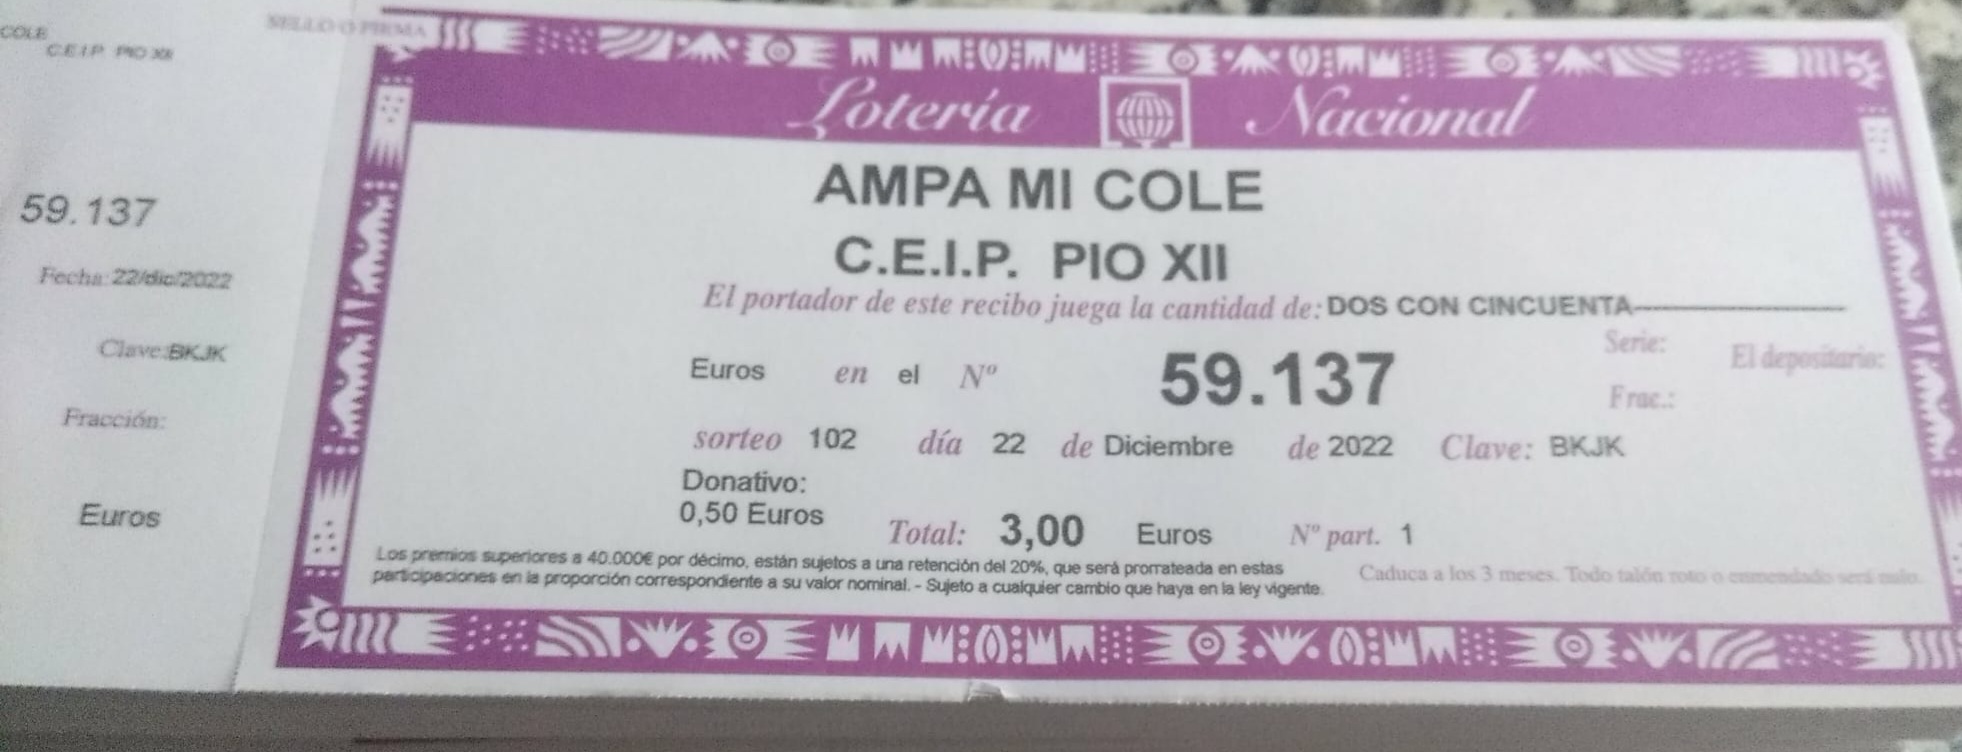 COLE
C.E.I.P. PIO XII
59.137
Fecha: 22/dic/2022
Clave: BKJK
Fracción:
Euros
SELLO O FIRMA
Lotería Nacional
AMPA MI COLE
C.E.I.P. PIO XII
El portador de este recibo juega la cantidad de: DOS CON CINCUENTA
Euros en el Nº 59.137
Serie:
Frac.:
El depositario:
sorteo 102 día 22 de Diciembre de 2022 Clave: BKJK
Donativo:
0,50 Euros
Total: 3,00 Euros Nº part. 1
Los premios superiores a 40.000€ por décimo, están sujetos a una retención del 20%, que será prorrateada en estas
participaciones en la proporción correspondiente a su valor nominal. - Sujeto a cualquier cambio que haya en la ley vigente.
Caduca a los 3 meses. Todo talón roto o enmendado será nulo.